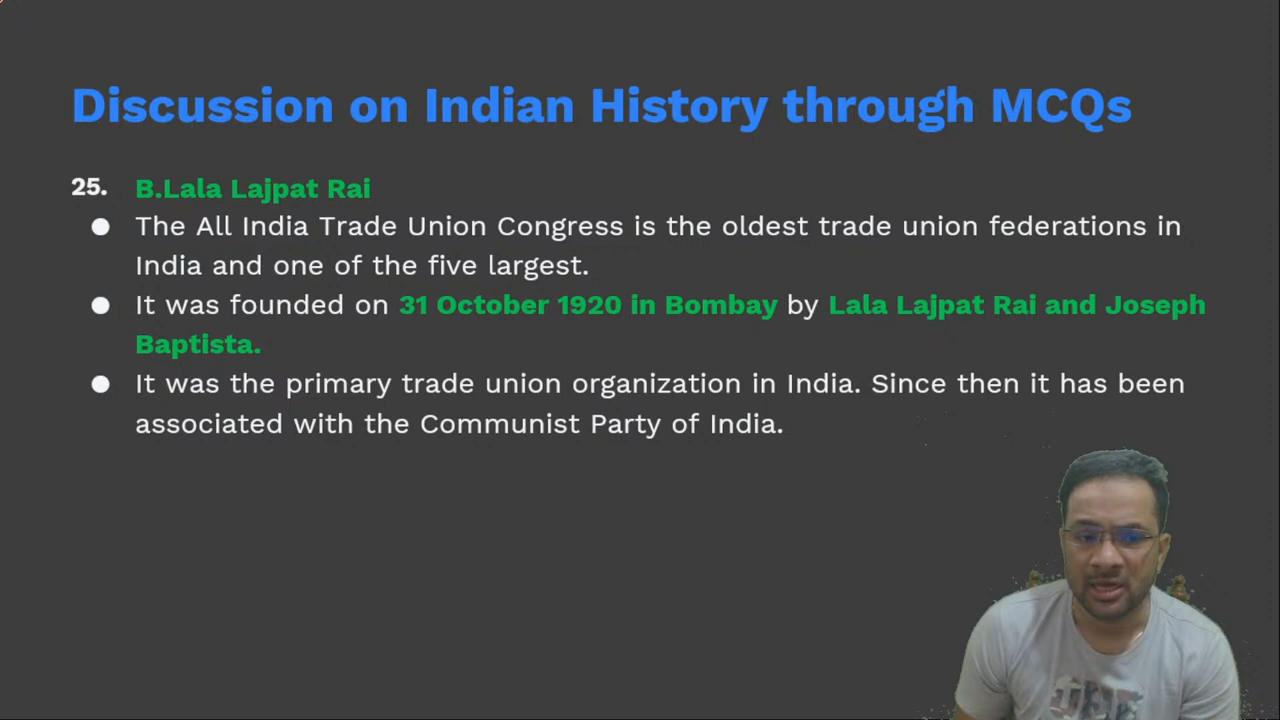 Discussion on Indian History through MCQs
25. B.Lala Lajpat Rai
● The All India Trade Union Congress is the oldest trade union federations in
India and one of the five largest.
● It was founded on 31 October 1920 in Bombay by Lala Lajpat Rai and Joseph
Baptista.
● It was the primary trade union organization in India. Since then it has been
associated with the Communist Party of India.